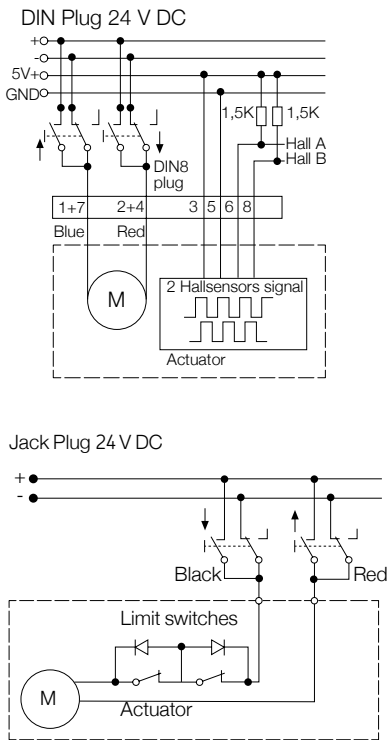 DIN Plug 24 V DC
+
-
5V+
GND
1,5K 1,5K
Hall A
Hall B
DIN8
plug
1+7 2+4 3 5 6 8
Blue Red
M
2 Hallsensors signal
Actuator
Jack Plug 24 V DC
+
-
Black Red
Limit switches
M
Actuator